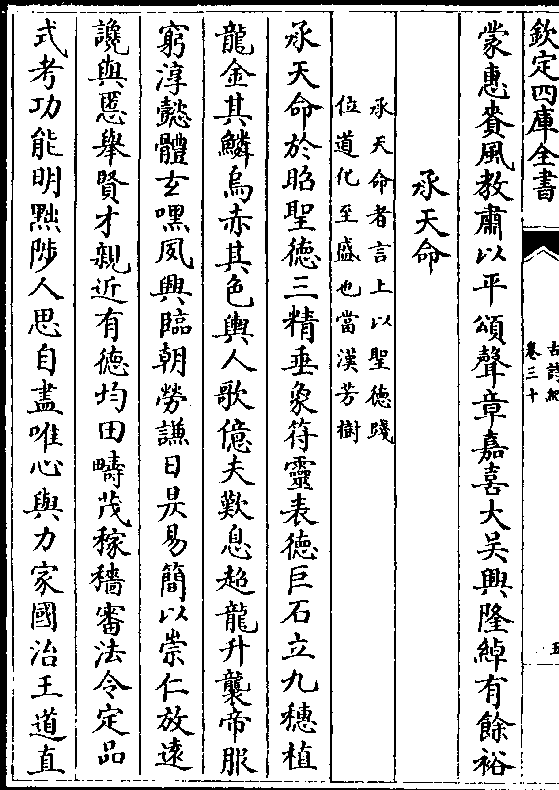 欽定四庫全書
古詩紀
卷三十
五
蒙惠賚風教肅以平頌聲章嘉喜大吳興隆綽有餘裕
承天命
承天命者言上以聖德踐
位道化至盛也當漢芳樹
承天命於昭聖德三精垂象符靈表德巨石立九穗植
龍金其鱗烏赤其色輿人歌億夫歎息超龍升襲帝服
窮淳懿體玄嘿夙興臨朝勞謙日昃易簡以崇仁放遠
讒與慝舉賢才親近有德均田疇茂稼穡審法令定品
式考功能明黜陟人思自盡唯心與力家國治王道直